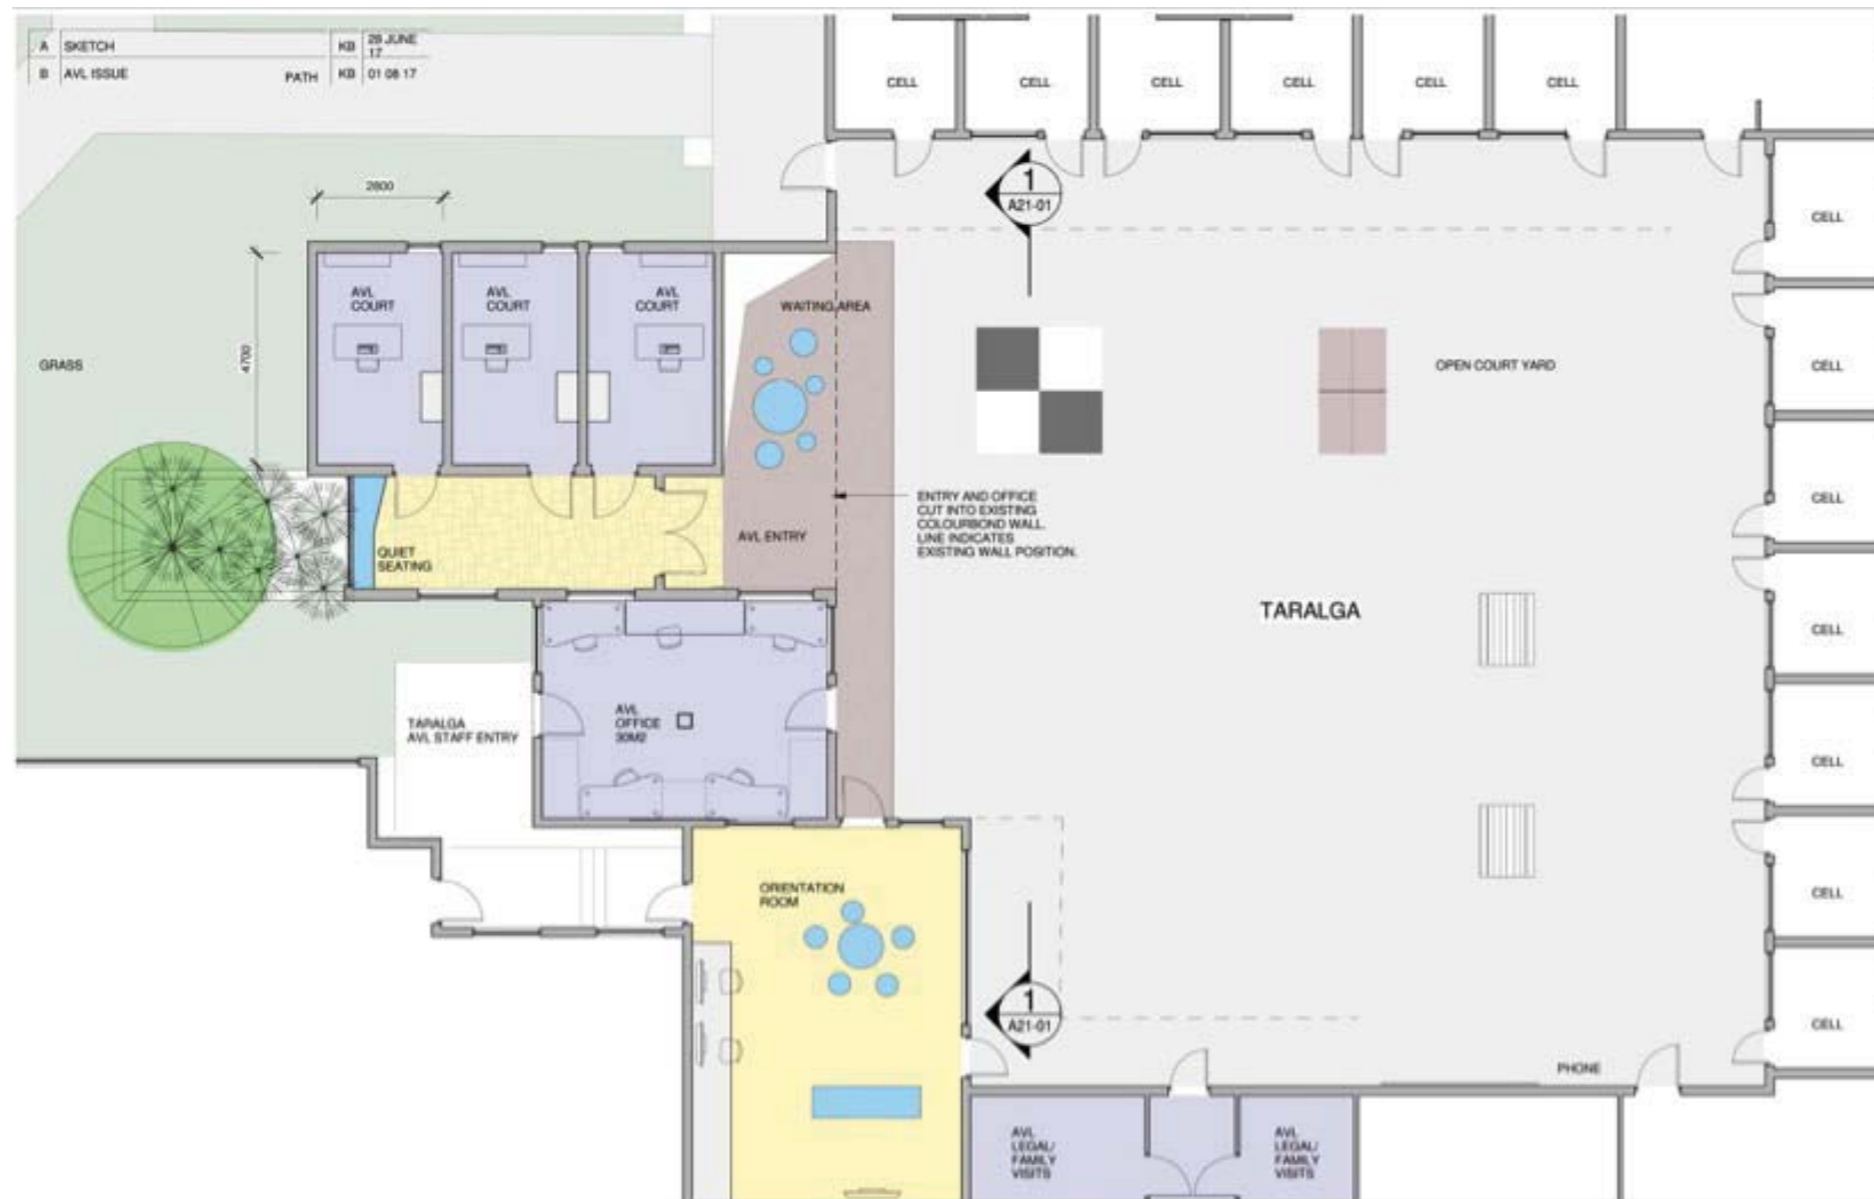 A SKETCH KB 28 JUNE
17
B AVL ISSUE PATH KB 01 08 17
CELL CELL CELL CELL CELL CELL
1
A21-01
CELL
2800
AVL
COURT
AVL
COURT
AVL
COURT
WAITING AREA
4700
GRASS
OPEN COURT YARD
CELL
ENTRY AND OFFICE
CUT INTO EXISTING
COLOURBOND WALL.
LINE INDICATES
EXISTING WALL POSITION.
CELL
AVL ENTRY
QUIET
SEATING
TARALGA
CELL
AVL
OFFICE
30M2
TARALGA
AVL STAFF ENTRY
CELL
ORIENTATION
ROOM
CELL
1
A21-01
CELL
PHONE
AVL
LEGAL/
FAMILY
VISITS
AVL
LEGAL/
FAMILY
VISITS